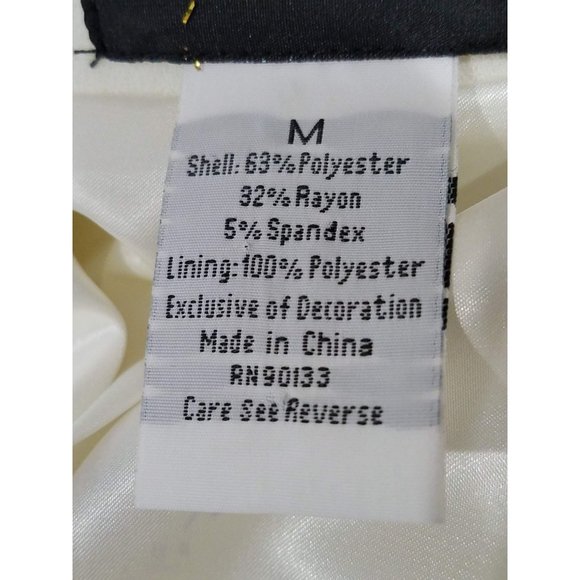 M
Shell: 63% Polyester
32% Rayon
5% Spandex
Lining: 100% Polyester
Exclusive of Decoration
Made in China
RN90133
Care See Reverse